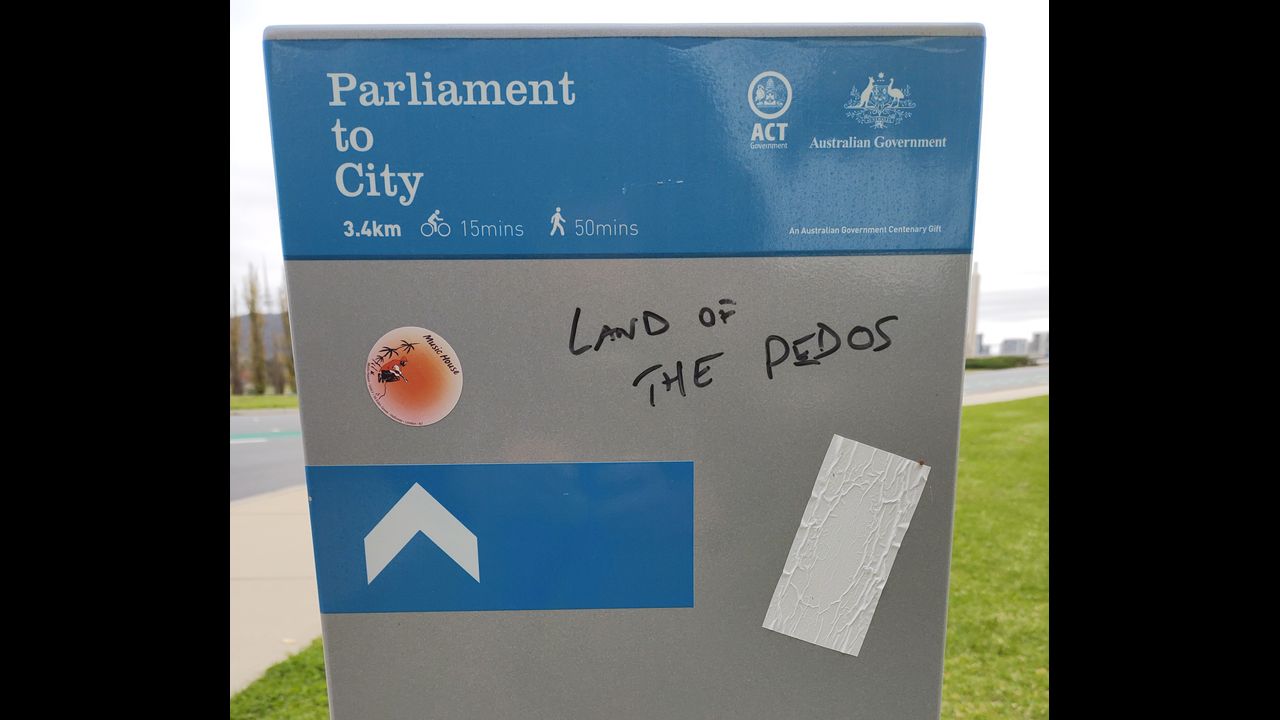 Parliament
to
City
3.4km 15mins 50mins
ACT
Government
Australian Government
An Australian Government Centenary Gift
LAND OF
THE PEDOS
Music House